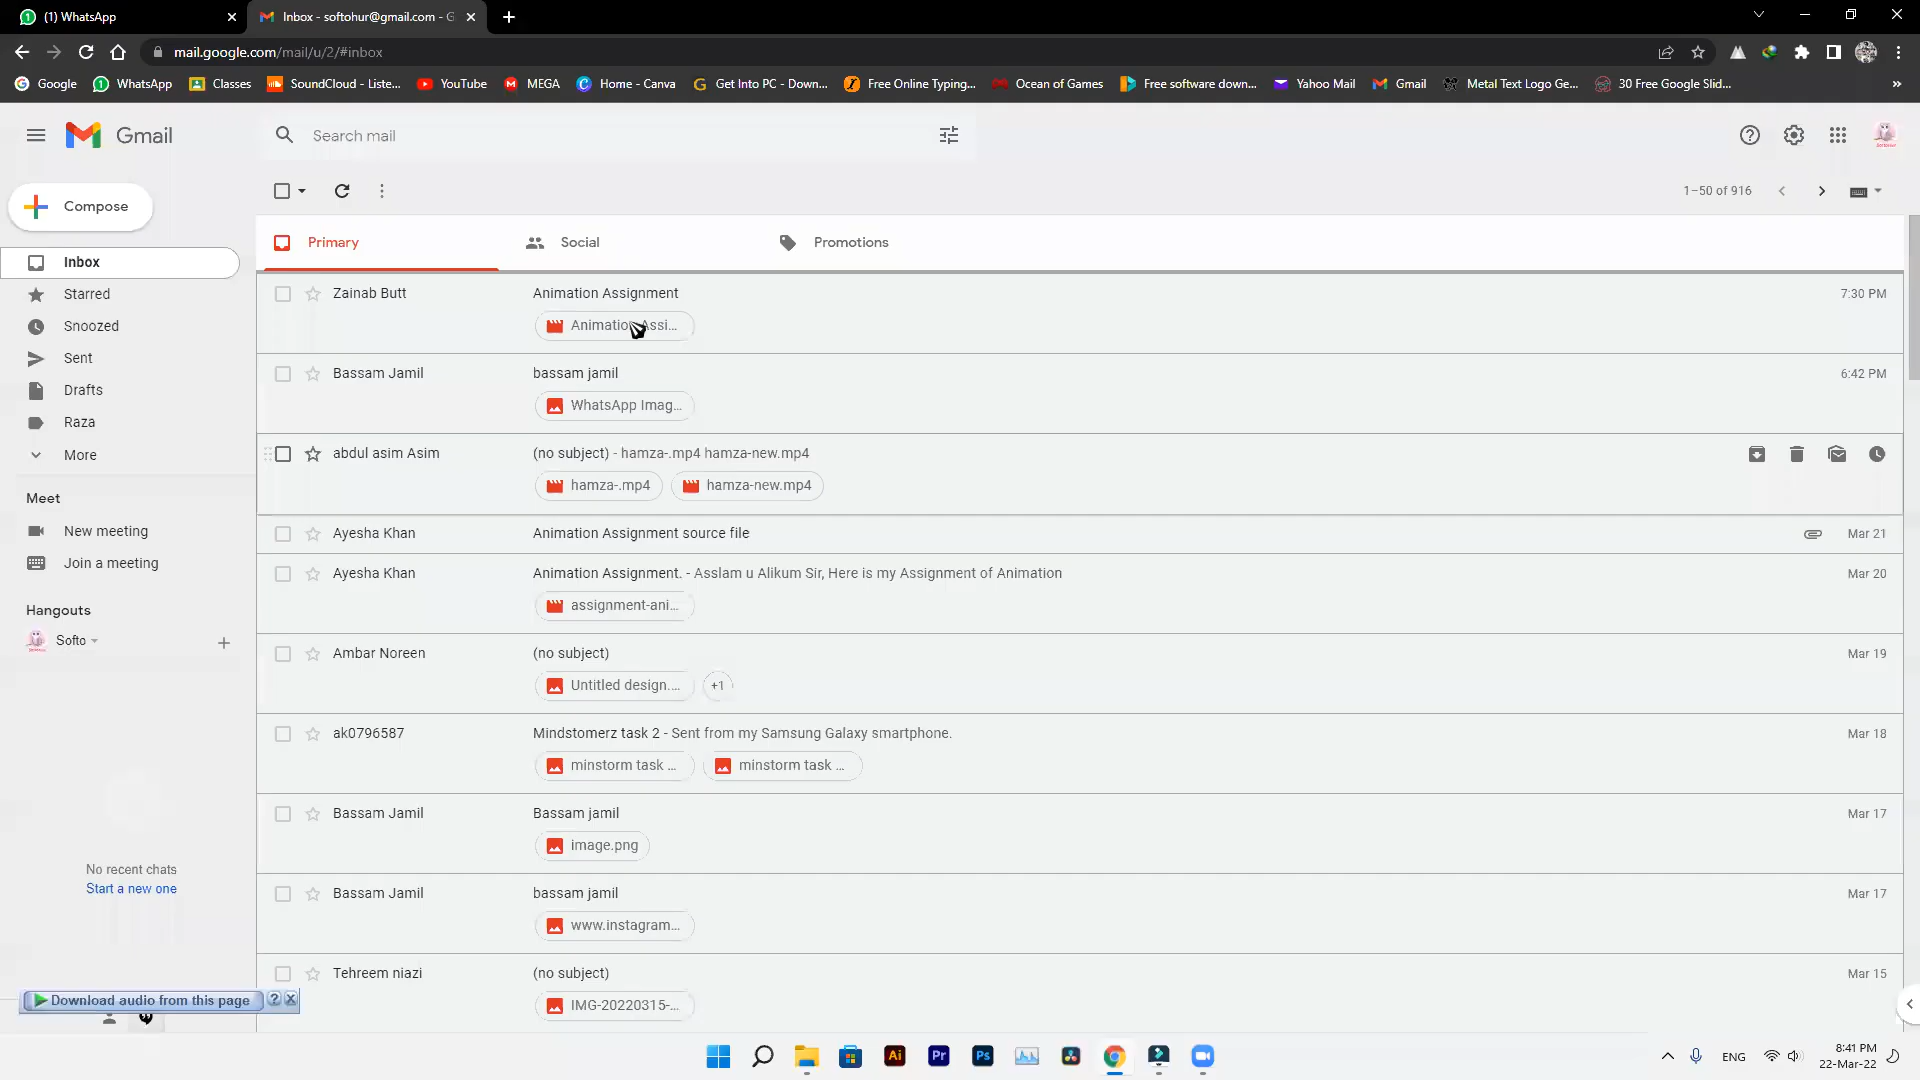 (1) WhatsApp
Inbox - softohur@gmail.com - G
mail.google.com/mail/u/2/#inbox
Google WhatsApp Classes SoundCloud - Liste... YouTube MEGA Home - Canva Get Into PC - Down... Free Online Typing... Ocean of Games Free software down... Yahoo Mail Gmail Metal Text Logo Ge... 30 Free Google Slid... »
Gmail
Search mail
Compose
1–50 of 916
Inbox
Starred
Snoozed
Sent
Drafts
Raza
More
Meet
New meeting
Join a meeting
Hangouts
Softo
No recent chats
Start a new one
Download audio from this page ? X
Primary Social Promotions
Zainab Butt Animation Assignment 7:30 PM
Animation Assi...
Bassam Jamil bassam jamil 6:42 PM
WhatsApp Imag...
abdul asim Asim (no subject) - hamza-.mp4 hamza-new.mp4
hamza-.mp4 hamza-new.mp4
Ayesha Khan Animation Assignment source file Mar 21
Ayesha Khan Animation Assignment. - Asslam u Alikum Sir, Here is my Assignment of Animation Mar 20
assignment-ani...
Ambar Noreen (no subject) Mar 19
Untitled design.... +1
ak0796587 Mindstomerz task 2 - Sent from my Samsung Galaxy smartphone. Mar 18
minstorm task ... minstorm task ...
Bassam Jamil Bassam jamil Mar 17
image.png
Bassam Jamil bassam jamil Mar 17
www.instagram...
Tehreem niazi (no subject) Mar 15
IMG-20220315-...
Ai Pr Ps
ENG
8:41 PM
22-Mar-22